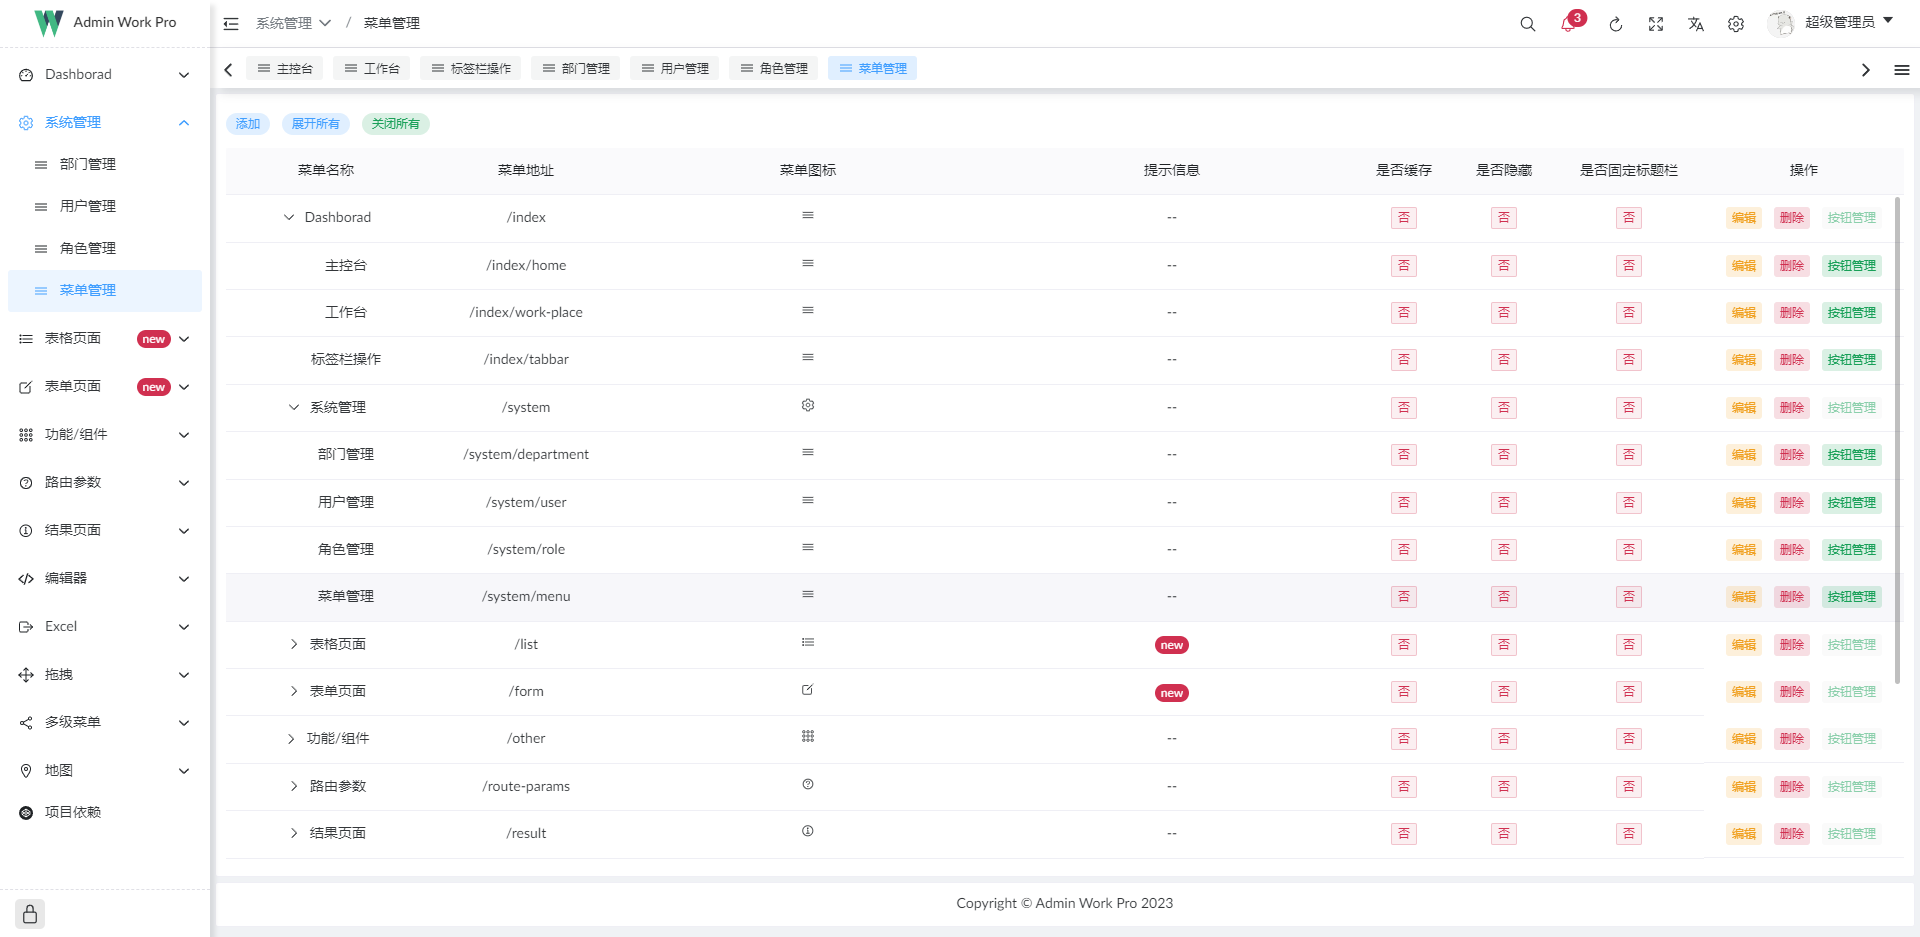 Admin Work Pro
系统管理 / 菜单管理
3
超级管理员
Dashborad
系统管理
部门管理
用户管理
角色管理
菜单管理
表格页面 new
表单页面 new
功能/组件
路由参数
结果页面
编辑器
Excel
拖拽
多级菜单
地图
项目依赖
主控台 工作台 标签栏操作 部门管理 用户管理 角色管理 菜单管理
添加 展开所有 关闭所有
菜单名称 菜单地址 菜单图标 提示信息 是否缓存 是否隐藏 是否固定标题栏 操作
Dashborad /index -- 否 否 否 编辑 删除 按钮管理
主控台 /index/home -- 否 否 否 编辑 删除 按钮管理
工作台 /index/work-place -- 否 否 否 编辑 删除 按钮管理
标签栏操作 /index/tabbar -- 否 否 否 编辑 删除 按钮管理
系统管理 /system -- 否 否 否 编辑 删除 按钮管理
部门管理 /system/department -- 否 否 否 编辑 删除 按钮管理
用户管理 /system/user -- 否 否 否 编辑 删除 按钮管理
角色管理 /system/role -- 否 否 否 编辑 删除 按钮管理
菜单管理 /system/menu -- 否 否 否 编辑 删除 按钮管理
表格页面 /list new 否 否 否 编辑 删除 按钮管理
表单页面 /form new 否 否 否 编辑 删除 按钮管理
功能/组件 /other -- 否 否 否 编辑 删除 按钮管理
路由参数 /route-params -- 否 否 否 编辑 删除 按钮管理
结果页面 /result -- 否 否 否 编辑 删除 按钮管理
Copyright © Admin Work Pro 2023